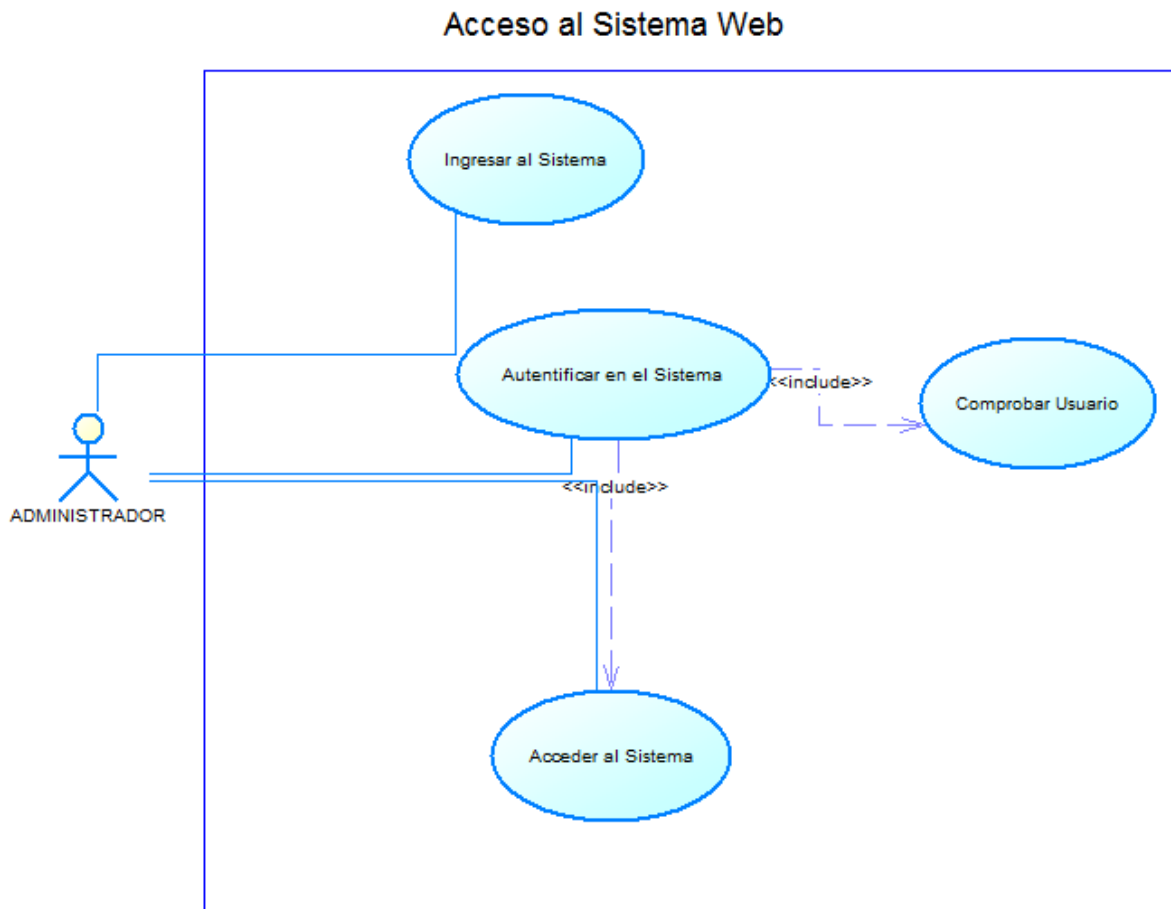 Acceso al Sistema Web
Ingresar al Sistema
Autentificar en el Sistema
<<include>>
Comprobar Usuario
<<include>>
ADMINISTRADOR
Acceder al Sistema